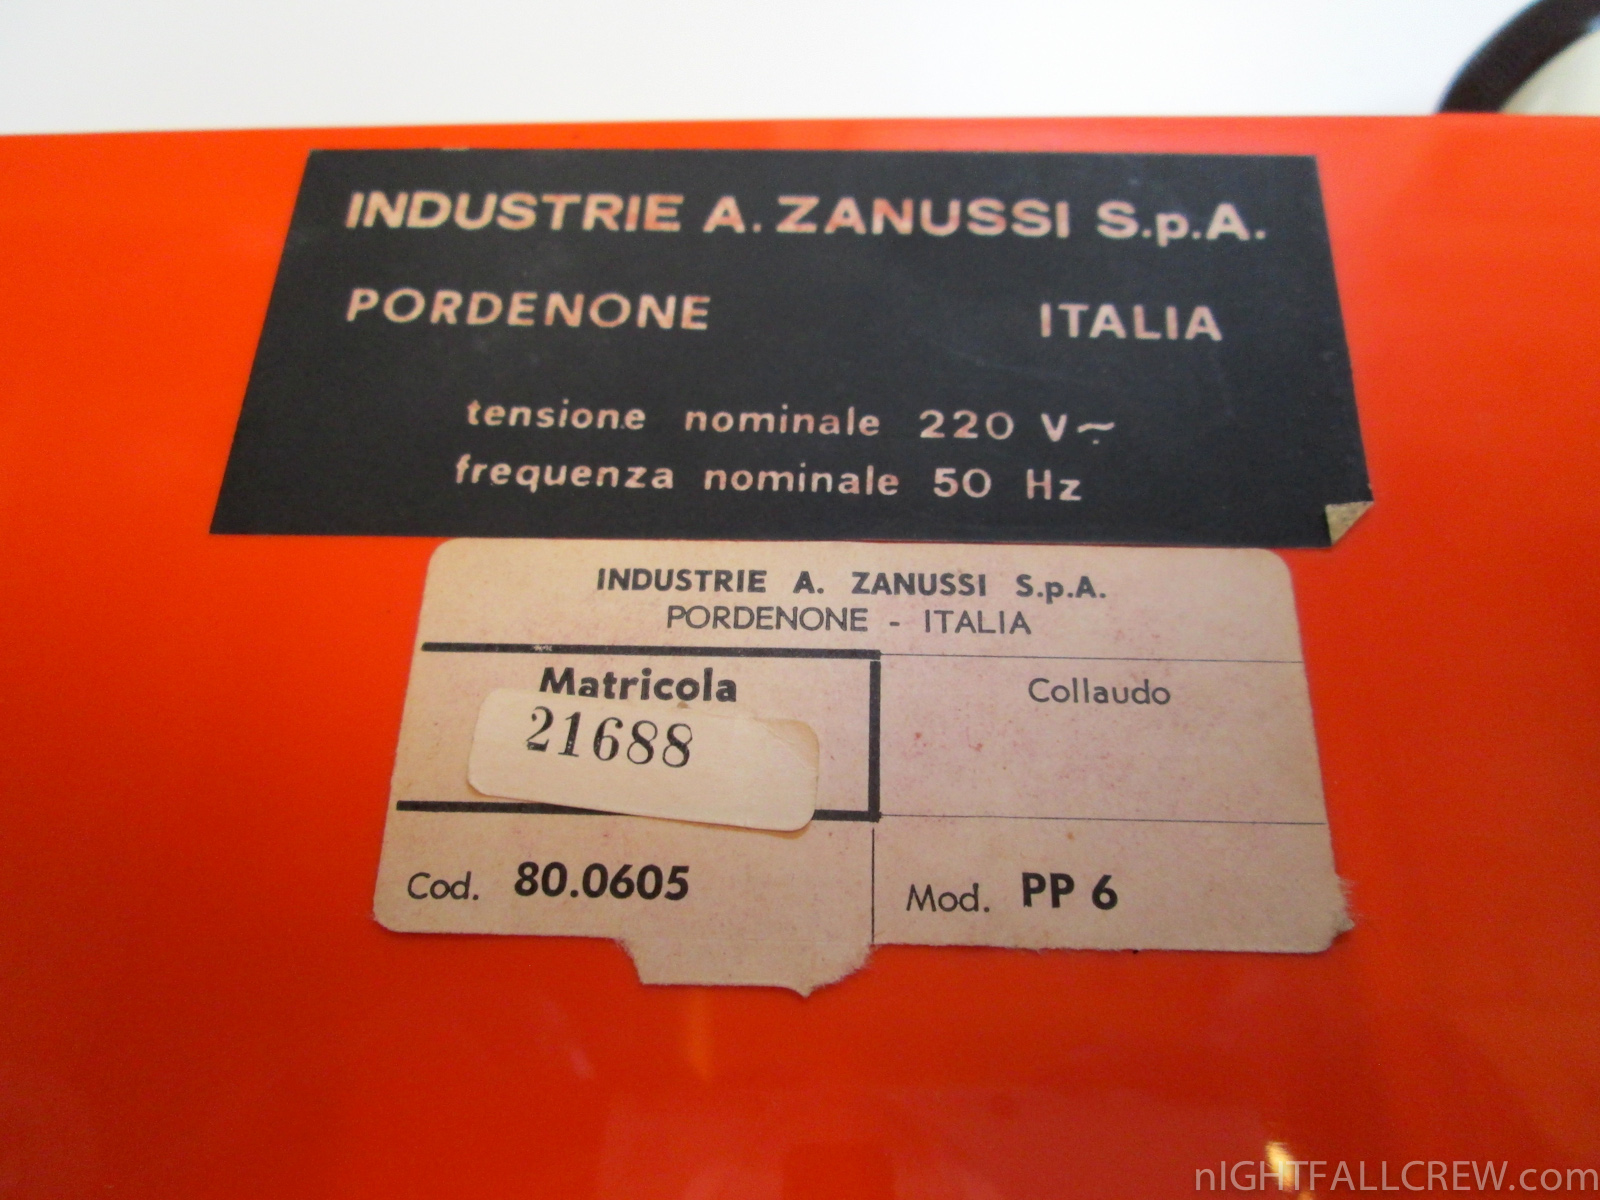 INDUSTRIE A. ZANUSSI S.p.A.
PORDENONE ITALIA
tensione nominale 220 V~
frequenza nominale 50 Hz
INDUSTRIE A. ZANUSSI S.p.A.
PORDENONE - ITALIA
Matricola Collaudo
21688
Cod. 80.0605 Mod. PP 6
nIGHTFALLCREW.com